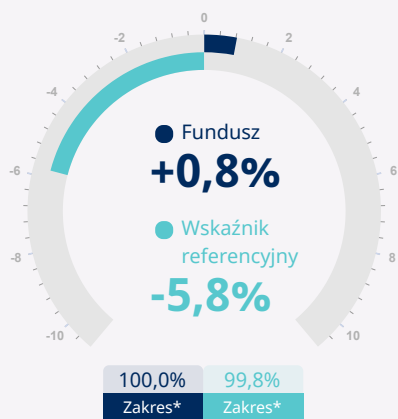 0
-2 2
-4 4
Fundusz
+0,8%
-6 6
Wskaźnik
referencyjny
-8 8
-5,8%
-10 10
100,0% 99,8%
Zakres* Zakres*